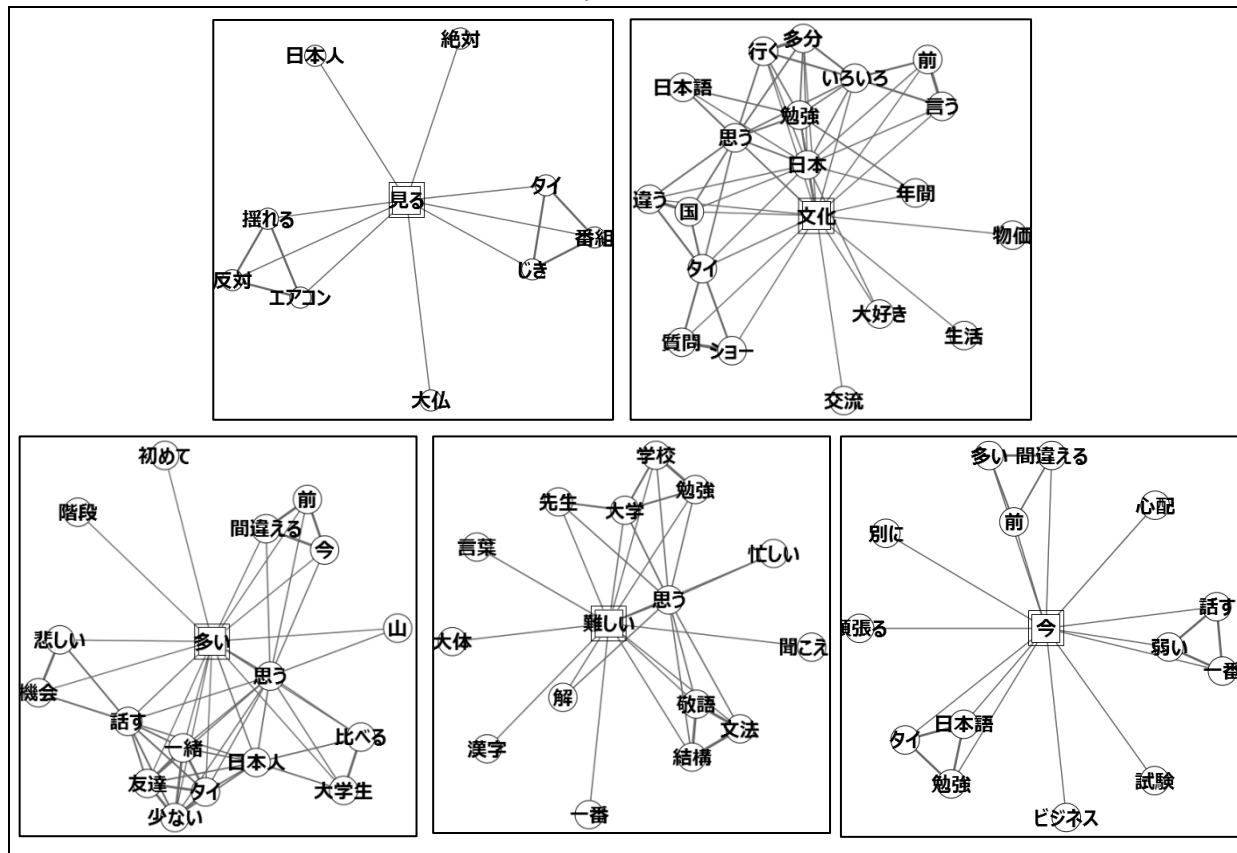 日本人
絶対
見る
タイ
揺れる
番組
じき
反対
エアコン
大仏
多分
行く
前
いろいろ
日本語
言う
勉強
思う
日本
年間
違う
国
文化
物価
タイ
大好き
生活
質問
ショー
交流
初めて
階段
前
間違える
今
山
悲しい
多い
思う
機会
話す
一緒
比べる
日本人
友達
タイ
大学生
少ない
学校
勉強
先生
大学
言葉
忙しい
思う
難しい
大体
聞こえ
解
敬語
文法
漢字
結構
一番
多い
間違える
心配
前
別に
話す
頑張る
今
弱い
一番
日本語
タイ
勉強
試験
ビジネス